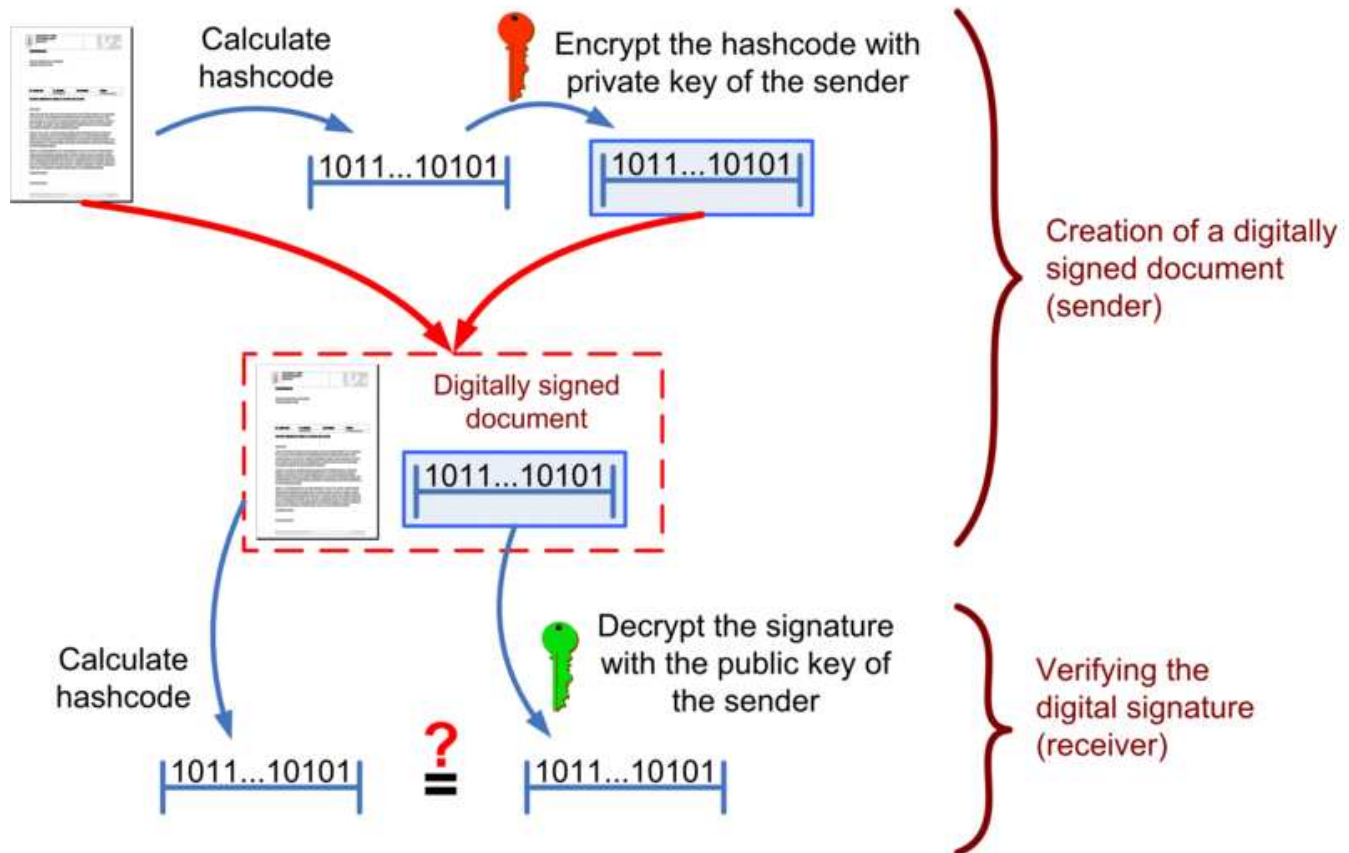 Calculate
hashcode
Encrypt the hashcode with
private key of the sender
1011...10101
1011...10101
Creation of a digitally
signed document
(sender)
Digitally signed
document
1011...10101
Calculate
hashcode
Decrypt the signature
with the public key of
the sender
Verifying the
digital signature
(receiver)
1011...10101
?
=
1011...10101